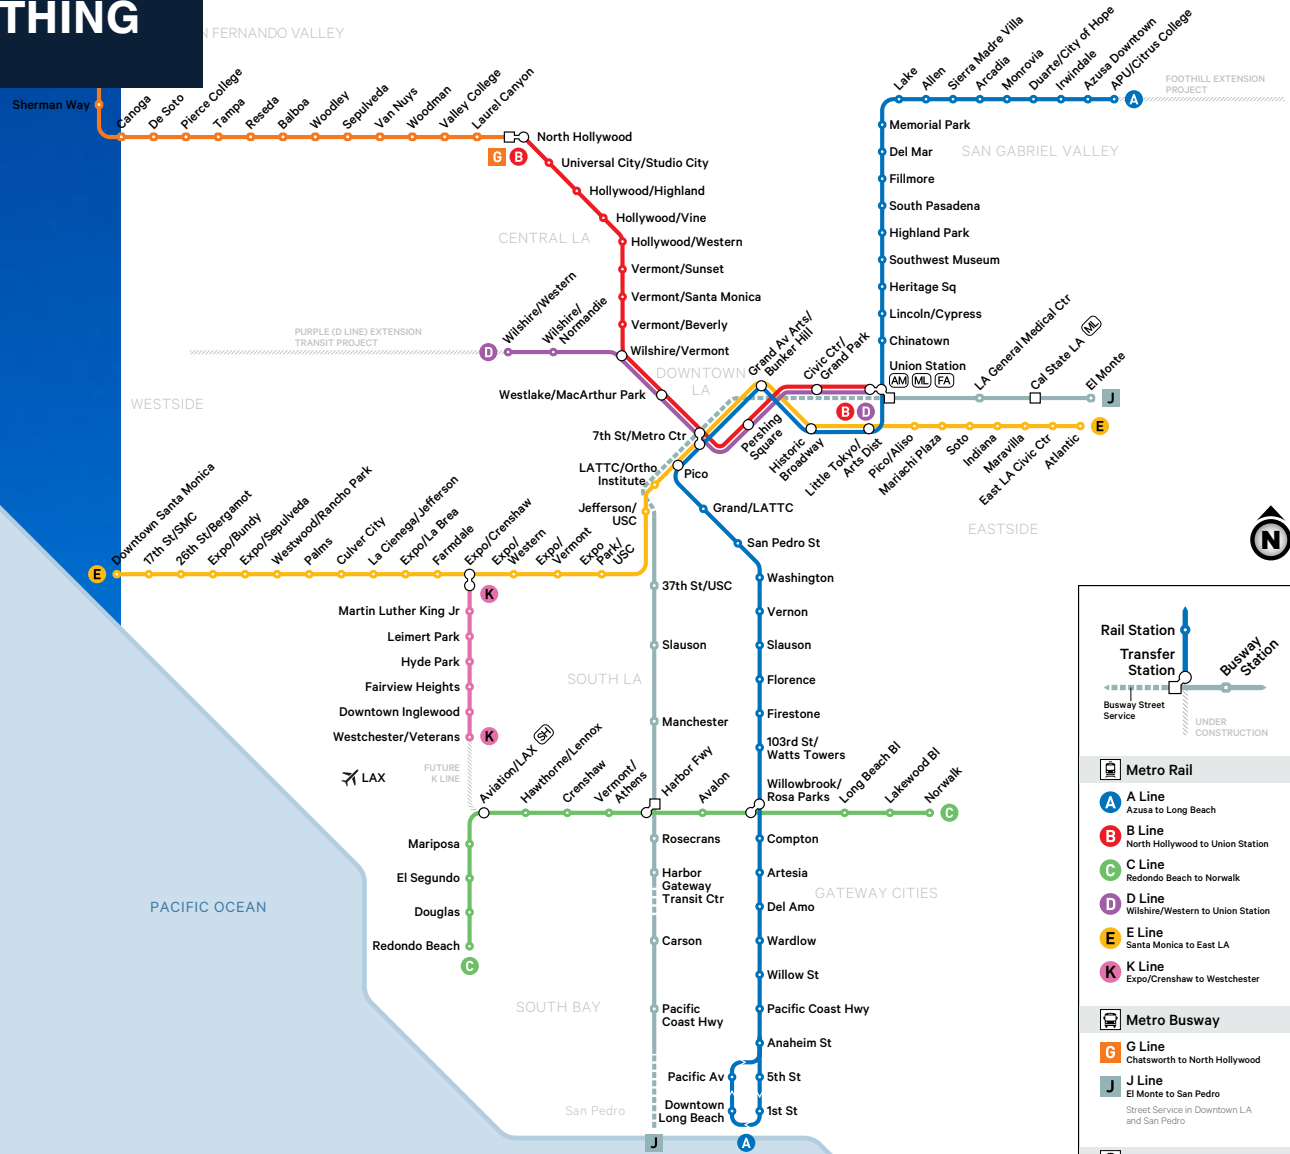 THING
N FERNANDO VALLEY
Sherman Way
Canoga
De Soto
Pierce College
Tampa
Reseda
Balboa
Woodley
Sepulveda
Van Nuys
Woodman
Valley College
Laurel Canyon
North Hollywood
G
B
Universal City/Studio City
Hollywood/Highland
Hollywood/Vine
CENTRAL LA
Hollywood/Western
Vermont/Sunset
Vermont/Santa Monica
Vermont/Beverly
Wilshire/Vermont
PURPLE (D LINE) EXTENSION
TRANSIT PROJECT
D
Wilshire/Western
Wilshire/
Normandie
Westlake/MacArthur Park
DOWNTOWN
LA
7th St/Metro Ctr
Grand Av Arts/
Bunker Hill
Civic Ctr/
Grand Park
Pershing
Square
Historic
Broadway
Little Tokyo/
Arts Dist
B
D
Lake
Allen
Sierra Madre Villa
Arcadia
Monrovia
Duarte/City of Hope
Irwindale
Azusa Downtown
APU/Citrus College
A
FOOTHILL EXTENSION
PROJECT
Memorial Park
Del Mar
SAN GABRIEL VALLEY
Fillmore
South Pasadena
Highland Park
Southwest Museum
Heritage Sq
Lincoln/Cypress
Chinatown
Union Station
AM ML FA
LA General Medical Ctr
Cal State LA ML
El Monte
J
Pico/Aliso
Mariachi Plaza
Soto
Indiana
Maravilla
East LA Civic Ctr
Atlantic
E
EASTSIDE
WESTSIDE
Pico
LATTC/Ortho
Institute
Jefferson/
USC
E
Downtown Santa Monica
17th St/SMC
26th St/Bergamot
Expo/Bundy
Expo/Sepulveda
Westwood/Rancho Park
Palms
Culver City
La Cienega/Jefferson
Expo/La Brea
Farmdale
Expo/Crenshaw
Expo/
Western
Expo/
Vermont
Expo
Park/
USC
K
Martin Luther King Jr
Leimert Park
Hyde Park
Fairview Heights
Downtown Inglewood
Westchester/Veterans
K
FUTURE
K LINE
LAX
Grand/LATTC
San Pedro St
Washington
Vernon
Slauson
Florence
Firestone
103rd St/
Watts Towers
Willowbrook/
Rosa Parks
37th St/USC
Slauson
SOUTH LA
Manchester
Aviation/LAX SH
Hawthorne/Lennox
Crenshaw
Vermont/
Athens
Harbor Fwy
Avalon
Long Beach Bl
Lakewood Bl
Norwalk
C
Mariposa
El Segundo
Douglas
Redondo Beach
C
Rosecrans
Harbor
Gateway
Transit Ctr
Carson
Pacific
Coast Hwy
SOUTH BAY
San Pedro
J
Compton
Artesia
GATEWAY CITIES
Del Amo
Wardlow
Willow St
Pacific Coast Hwy
Anaheim St
Pacific Av
5th St
Downtown
Long Beach
1st St
A
PACIFIC OCEAN
N
Rail Station
Transfer
Station
Busway
Station
Busway Street
Service
UNDER
CONSTRUCTION
Metro Rail
A
A Line
Azusa to Long Beach
B
B Line
North Hollywood to Union Station
C
C Line
Redondo Beach to Norwalk
D
D Line
Wilshire/Western to Union Station
E
E Line
Santa Monica to East LA
K
K Line
Expo/Crenshaw to Westchester
Metro Busway
G
G Line
Chatsworth to North Hollywood
J
J Line
El Monte to San Pedro
Street Service in Downtown LA
and San Pedro